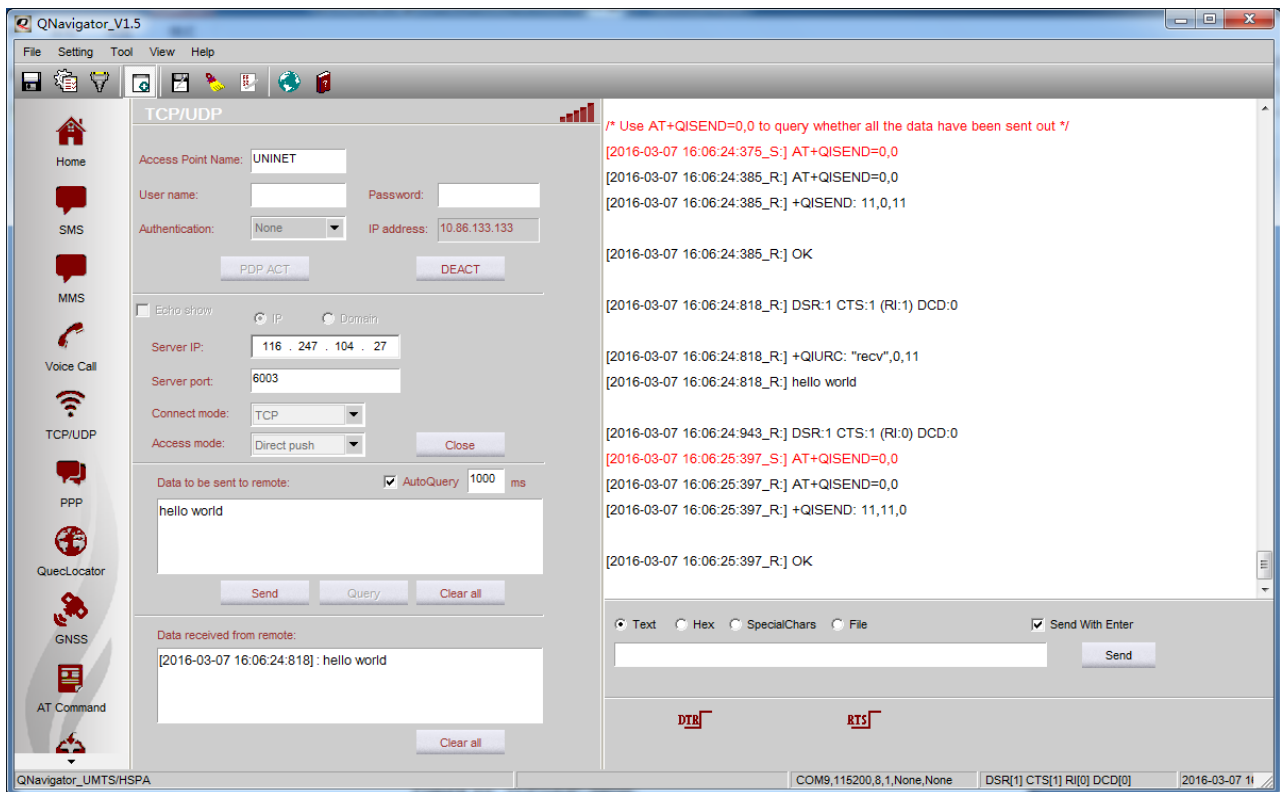 QNavigator_V1.5
File Setting Tool View Help
Home
SMS
MMS
Voice Call
TCP/UDP
PPP
QuecLocator
GNSS
AT Command
TCP/UDP
Access Point Name: UNINET
User name: Password:
Authentication: None IP address: 10.86.133.133
PDP ACT DEACT
Echo show IP Domain
Server IP: 116 . 247 . 104 . 27
Server port: 6003
Connect mode: TCP
Access mode: Direct push Close
Data to be sent to remote: AutoQuery 1000 ms
hello world
Send Query Clear all
Data received from remote:
[2016-03-07 16:06:24:818] : hello world
Clear all
/* Use AT+QISEND=0,0 to query whether all the data have been sent out */
[2016-03-07 16:06:24:375_S:] AT+QISEND=0,0
[2016-03-07 16:06:24:385_R:] AT+QISEND=0,0
[2016-03-07 16:06:24:385_R:] +QISEND: 11,0,11
[2016-03-07 16:06:24:385_R:] OK
[2016-03-07 16:06:24:818_R:] DSR:1 CTS:1 (RI:1) DCD:0
[2016-03-07 16:06:24:818_R:] +QIURC: "recv",0,11
[2016-03-07 16:06:24:818_R:] hello world
[2016-03-07 16:06:24:943_R:] DSR:1 CTS:1 (RI:0) DCD:0
[2016-03-07 16:06:25:397_S:] AT+QISEND=0,0
[2016-03-07 16:06:25:397_R:] AT+QISEND=0,0
[2016-03-07 16:06:25:397_R:] +QISEND: 11,11,0
[2016-03-07 16:06:25:397_R:] OK
Text Hex SpecialChars File Send With Enter
Send
DTR RTS
QNavigator_UMTS/HSPA COM9,115200,8,1,None,None DSR[1] CTS[1] RI[0] DCD[0] 2016-03-07